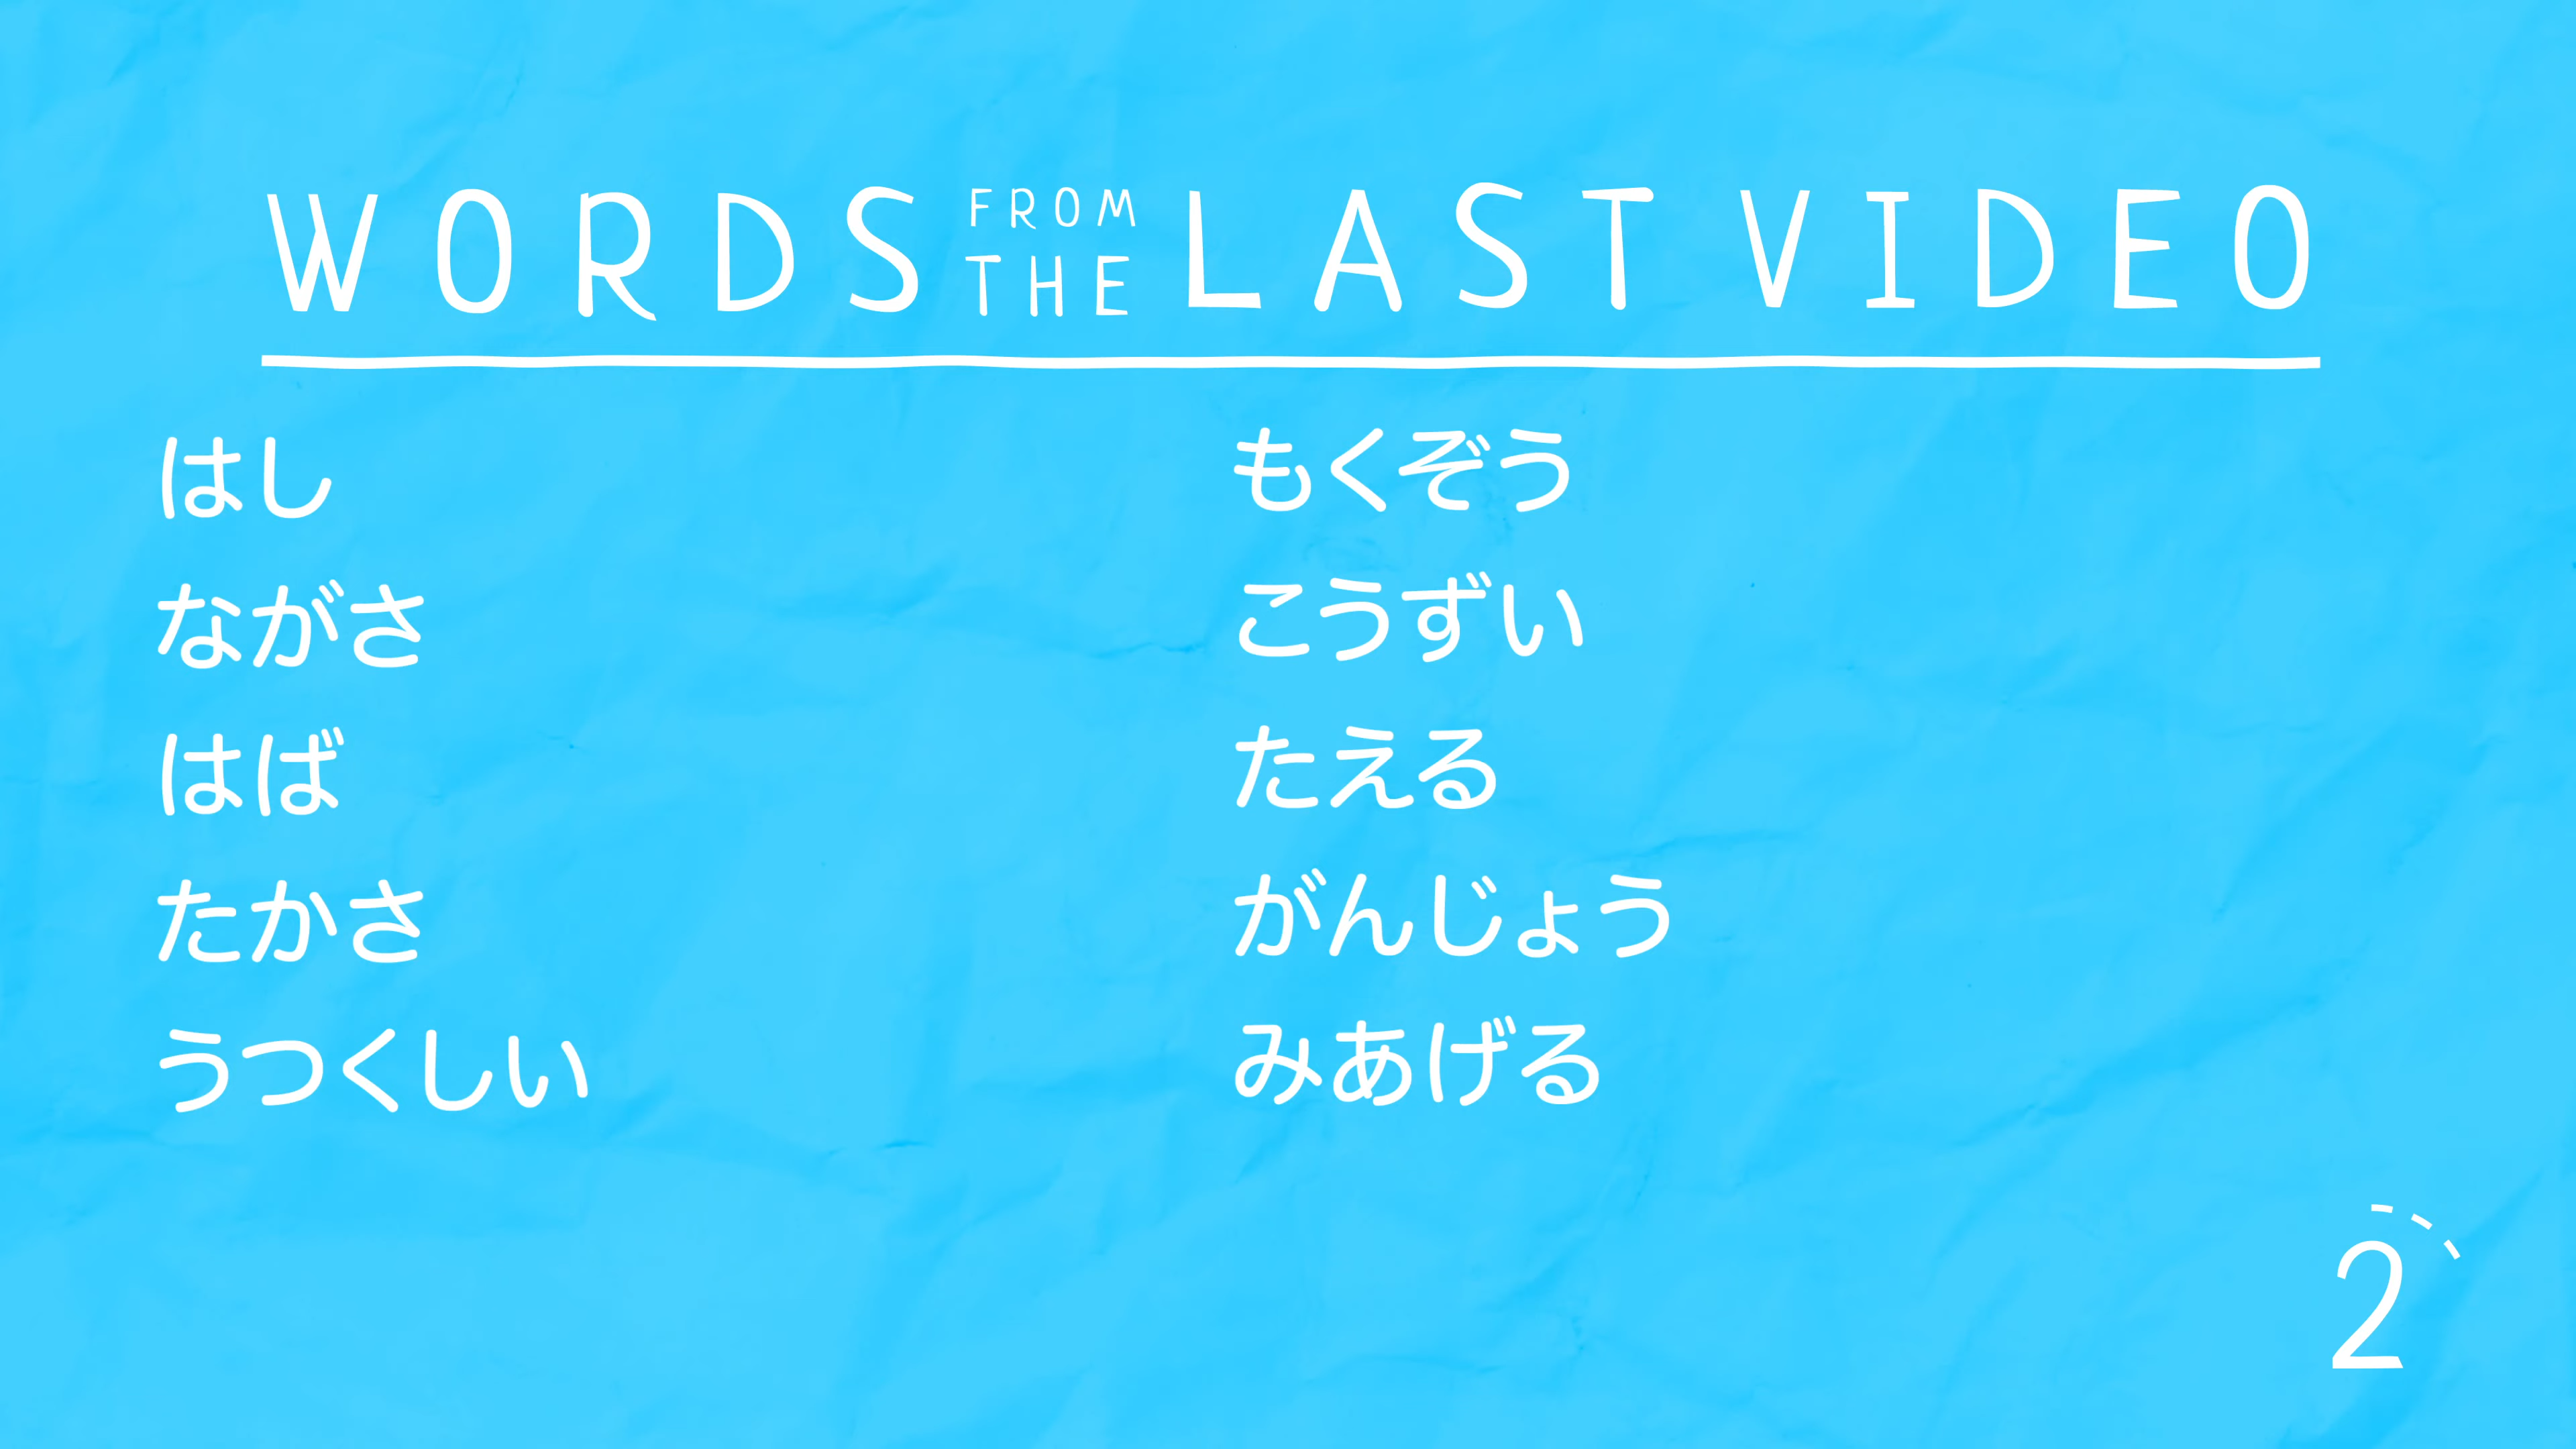 WORDS FROM THE LAST VIDEO
はし
ながさ
はば
たかさ
うつくしい
もくぞう
こうずい
たえる
がんじょう
みあげる
2